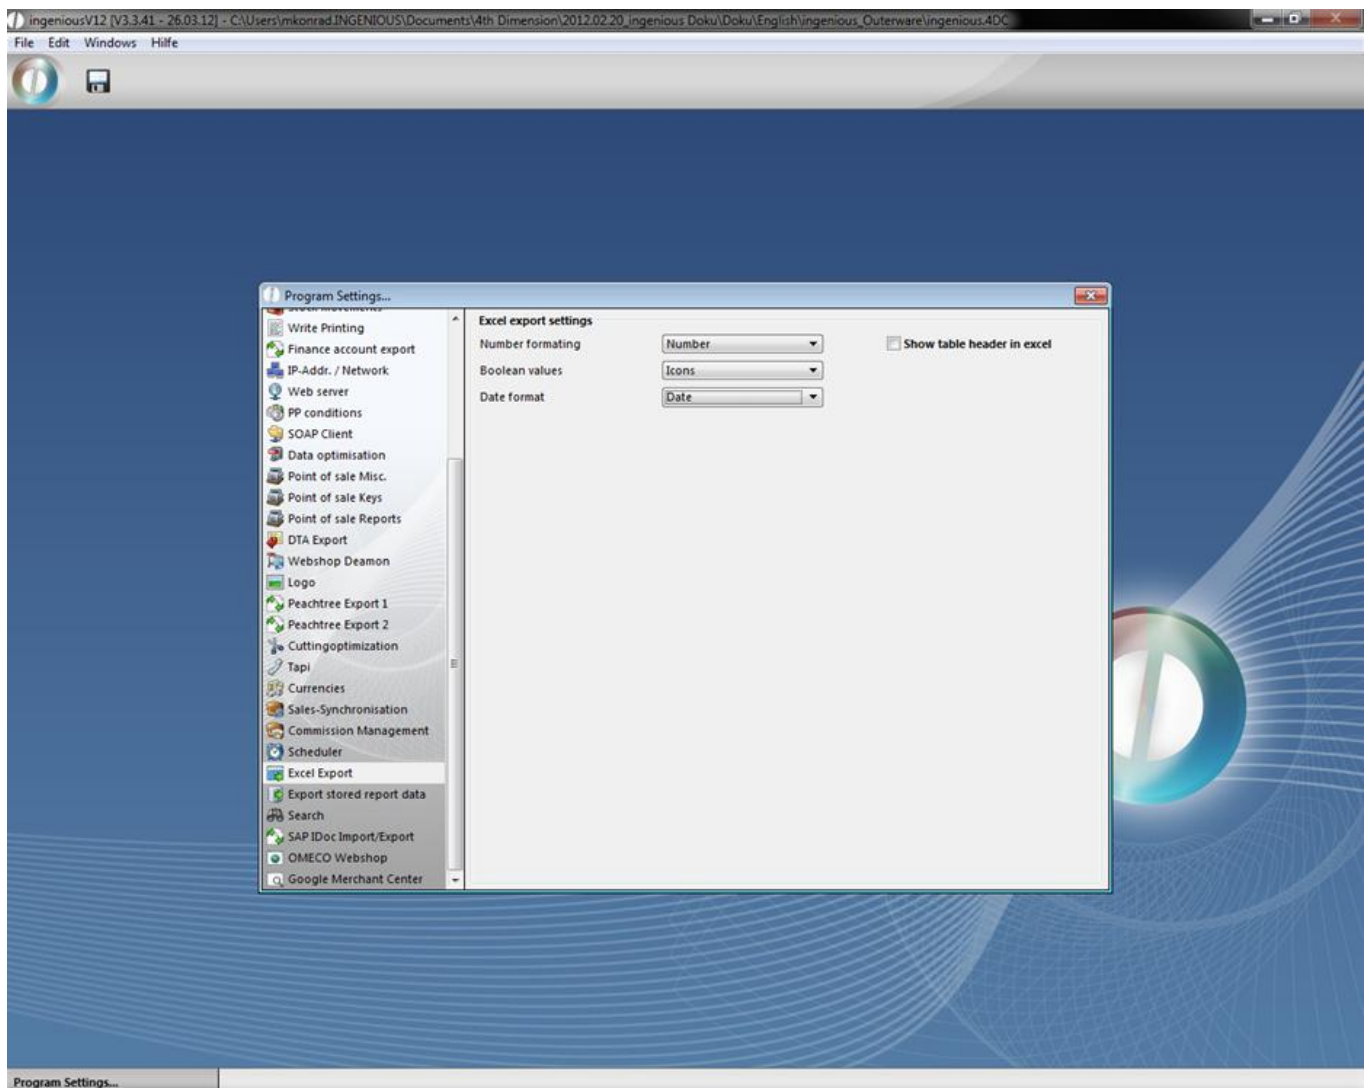 ingeniousV12 [V3.3.41 - 26.03.12] - C:\Users\mkonrad.INGENIOUS\Documents\4th Dimension\2012.02.20_ingenious Doku\Doku\English\ingenious_Outerware\ingenious.4DC
File Edit Windows Hilfe
Program Settings...
Stock movements
Write Printing
Finance account export
IP-Addr. / Network
Web server
PP conditions
SOAP Client
Data optimisation
Point of sale Misc.
Point of sale Keys
Point of sale Reports
DTA Export
Webshop Deamon
Logo
Peachtree Export 1
Peachtree Export 2
Cuttingoptimization
Tapi
Currencies
Sales-Synchronisation
Commission Management
Scheduler
Excel Export
Export stored report data
Search
SAP IDoc Import/Export
OMECO Webshop
Google Merchant Center
Excel export settings
Number formating Number Show table header in excel
Boolean values Icons
Date format Date
Program Settings...